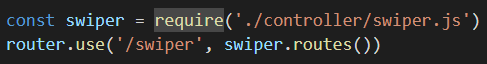 const swiper = require('./controller/swiper.js')
router.use('/swiper', swiper.routes())